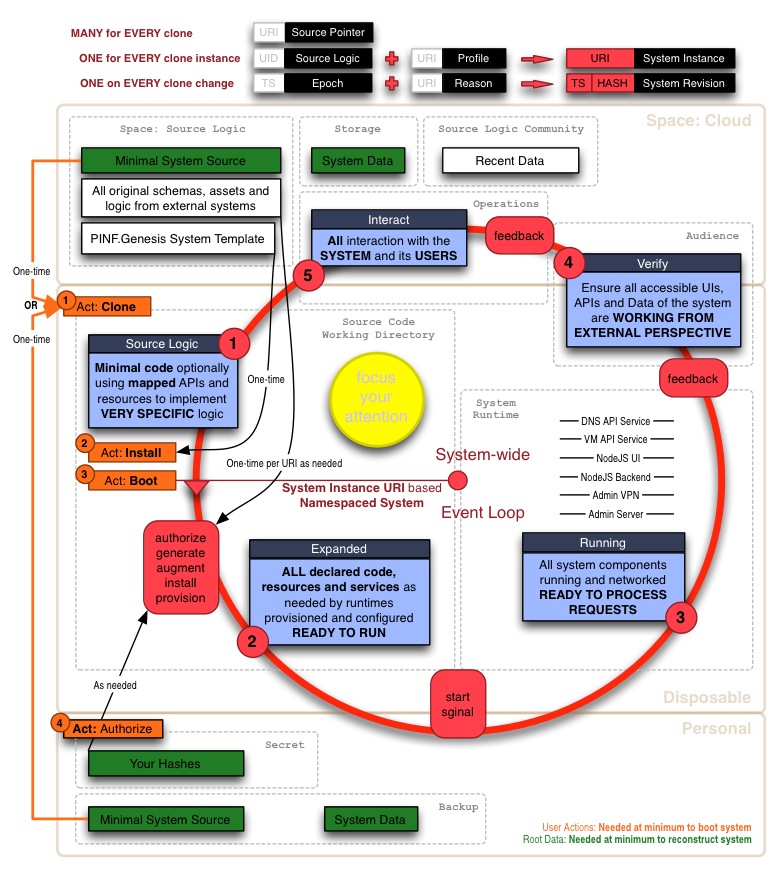 MANY for EVERY clone
URI Source Pointer
ONE for EVERY clone instance
UID Source Logic + URI Profile URI System Instance
ONE on EVERY clone change
TS Epoch + URI Reason TS HASH System Revision
Space: Cloud
Space: Source Logic
Minimal System Source
All original schemas, assets and
logic from external systems
PINF.Genesis System Template
Storage
System Data
Source Logic Community
Recent Data
Operations
Interact
All interaction with the
SYSTEM and its USERS
5
feedback
Audience
4
Verify
Ensure all accessible UIs,
APIs and Data of the system
are WORKING FROM
EXTERNAL PERSPECTIVE
feedback
One-time
OR
One-time
1
Act: Clone
Source Code
Working Directory
Source Logic
1
Minimal code optionally
using mapped APIs and
resources to implement
VERY SPECIFIC logic
focus
your
attention
One-time
2
Act: Install
3
Act: Boot
One-time per URI as needed
System Instance URI based
Namespaced System
System-wide
Event Loop
System
Runtime
DNS API Service
VM API Service
NodeJS UI
NodeJS Backend
Admin VPN
Admin Server
authorize
generate
augment
install
provision
Expanded
ALL declared code,
resources and services as
needed by runtimes
provisioned and configured
READY TO RUN
2
Running
All system components
running and networked
READY TO PROCESS
REQUESTS
3
start
sginal
Disposable
As needed
Personal
4
Act: Authorize
Secret
Your Hashes
Backup
Minimal System Source
System Data
User Actions: Needed at minimum to boot system
Root Data: Needed at minimum to reconstruct system